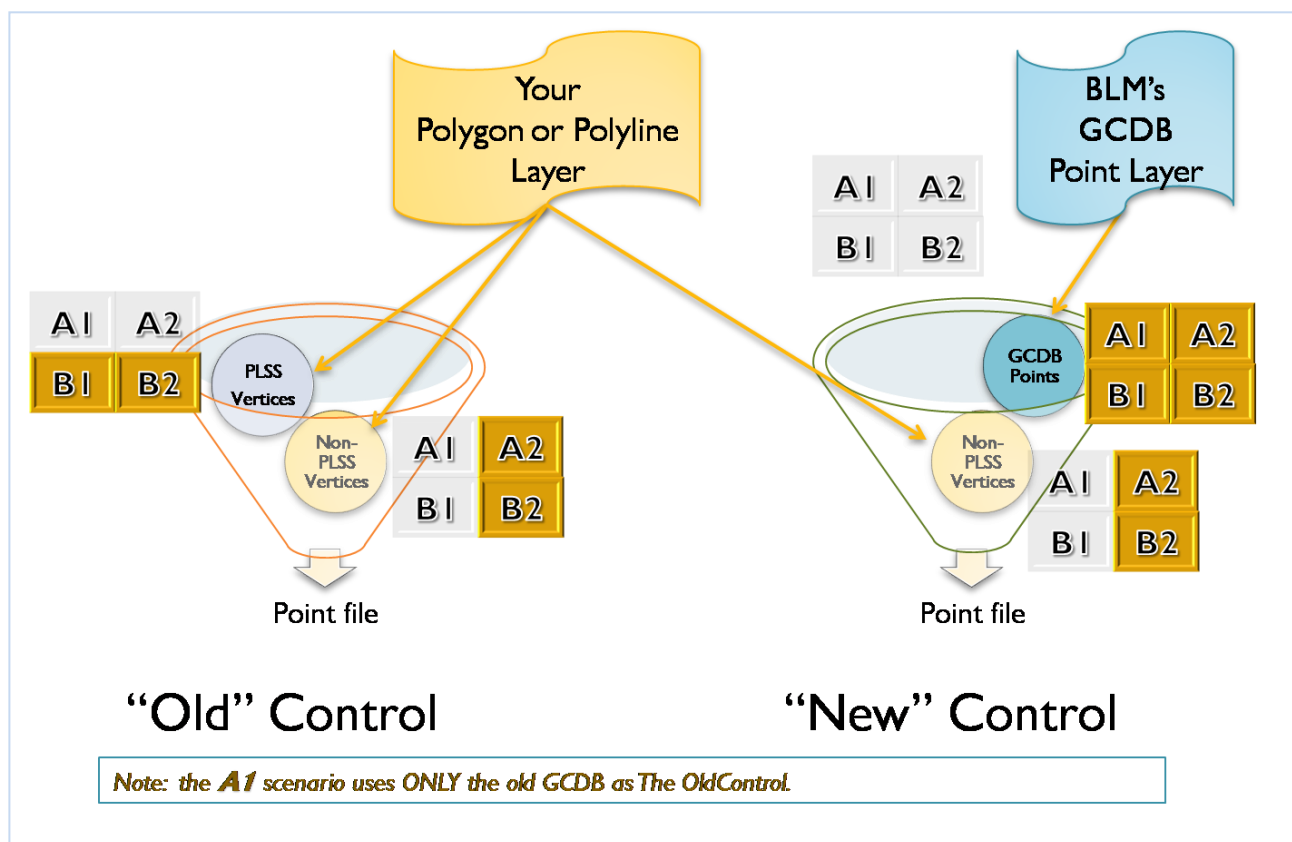 Your
Polygon or Polyline
Layer
BLM's
GCDB
Point Layer
A1 A2
B1 B2
A1 A2
B1 B2
PLSS
Vertices
Non-
PLSS
Vertices
A1 A2
B1 B2
GCDB
Points
A1 A2
B1 B2
Non-
PLSS
Vertices
A1 A2
B1 B2
Point file
Point file
“Old” Control
“New” Control
Note: the A1 scenario uses ONLY the old GCDB as The OldControl.